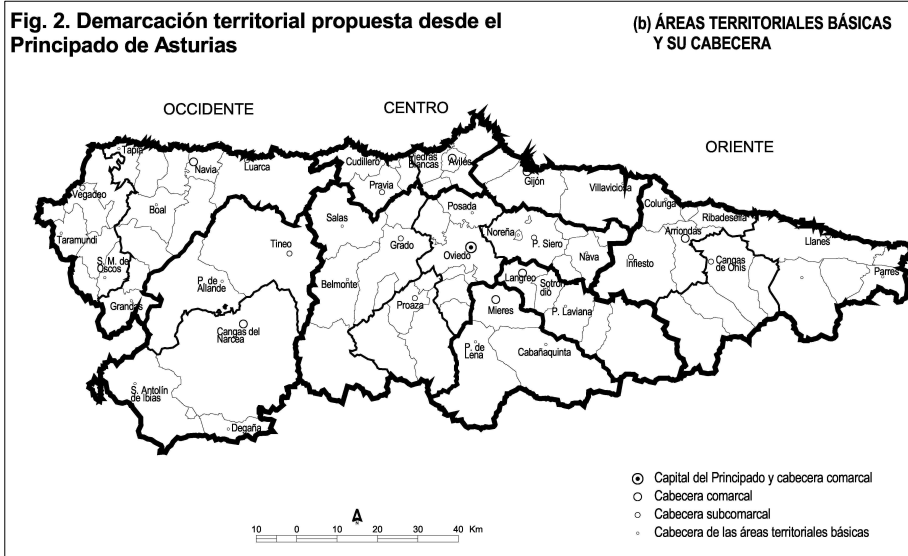 Fig. 2. Demarcación territorial propuesta desde el
Principado de Asturias
(b) ÁREAS TERRITORIALES BÁSICAS
Y SU CABECERA
OCCIDENTE
CENTRO
ORIENTE
Tapia
Navia
Luarca
Cudillero
Piedras
Blancas
Avilés
Gijón
Villaviciosa
Vegadeo
Boal
Pravia
Colunga
Ribadesella
Salas
Posada
Noreña
Taramundi
Tineo
Grado
Oviedo
P. Siero
Nava
Arriondas
Llanes
S. M. de
Oscos
P. de
Allande
Belmonte
Langreo
Sotron
dio
Infiesto
Cangas
de Onis
Parres
Grandas
Proaza
Mieres
P. Laviana
Cangas del
Narcea
P. de
Lena
Cabañaquinta
S. Antolín
de Ibias
Degaña
Capital del Principado y cabecera comarcal
Cabecera comarcal
Cabecera subcomarcal
Cabecera de las áreas territoriales básicas
10 0 10 20 30 40 Km